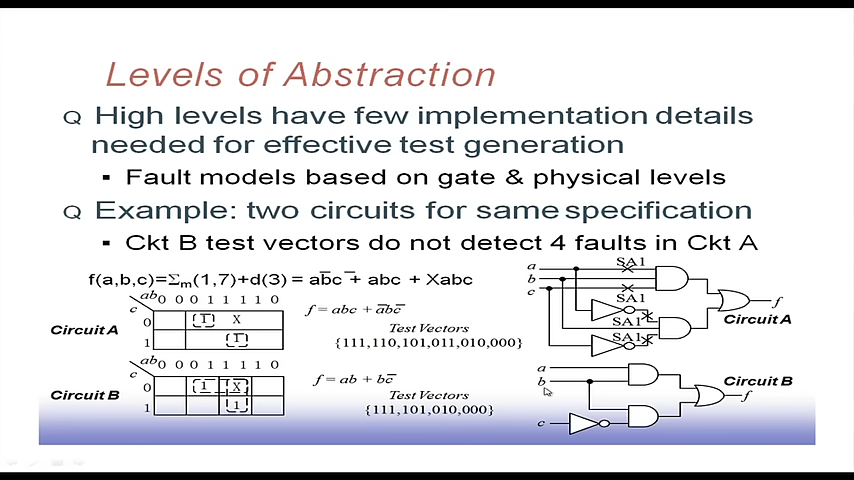 Levels of Abstraction
Q High levels have few implementation details
needed for effective test generation
▪ Fault models based on gate & physical levels
Q Example: two circuits for same specification
▪ Ckt B test vectors do not detect 4 faults in Ckt A
f(a,b,c)=Σm(1,7)+d(3) = ab̅c̅ + abc + Xabc
ab 0 0 0 1 1 1 1 0
c
Circuit A
0 1 X
1 1
f = abc + a̅bc̅
Test Vectors
{111,110,101,011,010,000}
a
b
c
SA1
SA1
SA1
SA1
f
Circuit A
ab 0 0 0 1 1 1 1 0
c
Circuit B
0 1 X
1 1
f = ab + bc̅
Test Vectors
{111,101,010,000}
a
b
c
f
Circuit B